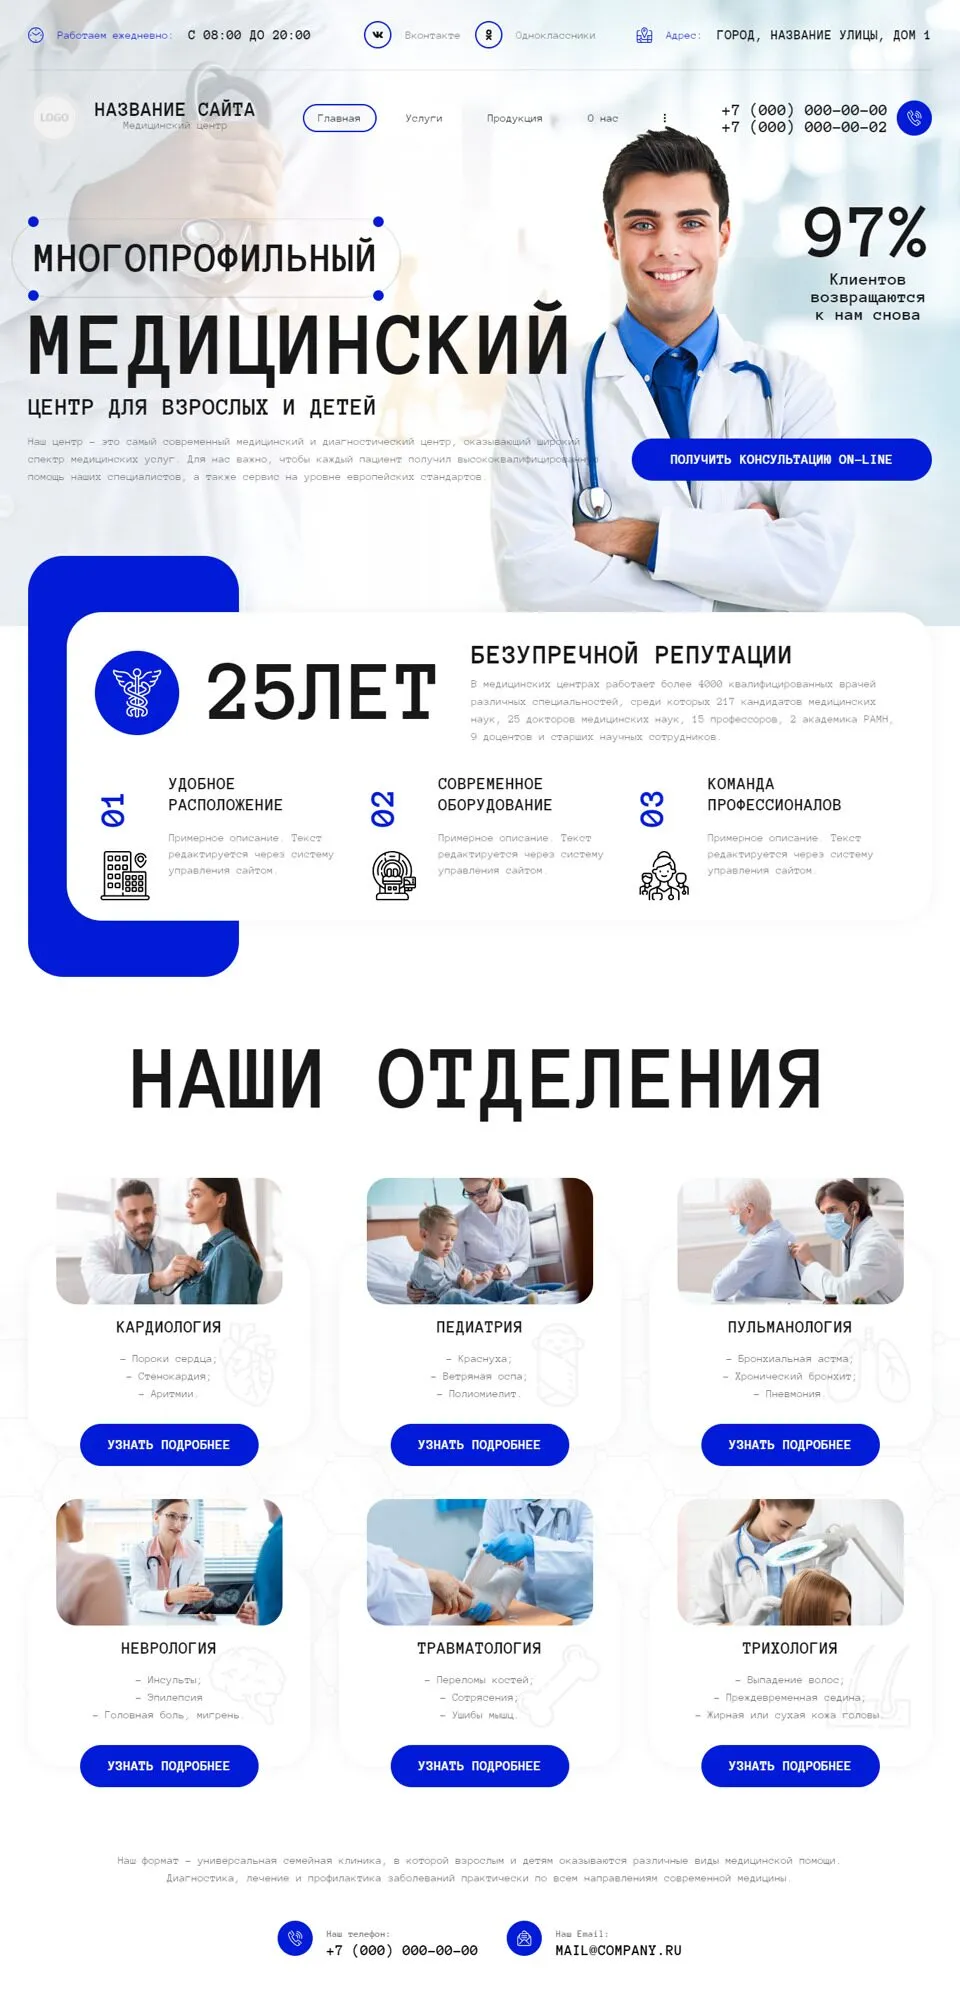 Работаем ежедневно: С 08:00 ДО 20:00
Вконтакте
Одноклассники
Адрес: ГОРОД, НАЗВАНИЕ УЛИЦЫ, ДОМ 1
LOGO
НАЗВАНИЕ САЙТА
Медицинский центр
Главная
Услуги
Продукция
О нас
+7 (000) 000-00-00
+7 (000) 000-00-02
97%
Клиентов
возвращаются
к нам снова
МНОГОПРОФИЛЬНЫЙ
МЕДИЦИНСКИЙ
ЦЕНТР ДЛЯ ВЗРОСЛЫХ И ДЕТЕЙ
Наш центр – это самый современный медицинский и диагностический центр, оказывающий широкий
спектр медицинских услуг. Для нас важно, чтобы каждый пациент получил высококвалифицированную
помощь наших специалистов, а также сервис на уровне европейских стандартов.
ПОЛУЧИТЬ КОНСУЛЬТАЦИЮ ON-LINE
25ЛЕТ
БЕЗУПРЕЧНОЙ РЕПУТАЦИИ
В медицинских центрах работает более 4000 квалифицированных врачей
различных специальностей, среди которых 217 кандидатов медицинских
наук, 25 докторов медицинских наук, 15 профессоров, 2 академика РАМН,
9 доцентов и старших научных сотрудников.
01
УДОБНОЕ
РАСПОЛОЖЕНИЕ
Примерное описание. Текст
редактируется через систему
управления сайтом.
02
СОВРЕМЕННОЕ
ОБОРУДОВАНИЕ
Примерное описание. Текст
редактируется через систему
управления сайтом.
03
КОМАНДА
ПРОФЕССИОНАЛОВ
Примерное описание. Текст
редактируется через систему
управления сайтом.
НАШИ ОТДЕЛЕНИЯ
КАРДИОЛОГИЯ
– Пороки сердца;
– Стенокардия;
– Аритмии.
УЗНАТЬ ПОДРОБНЕЕ
ПЕДИАТРИЯ
– Краснуха;
– Ветряная оспа;
– Полиомиелит.
УЗНАТЬ ПОДРОБНЕЕ
ПУЛЬМАНОЛОГИЯ
– Бронхиальная астма;
– Хронический бронхит;
– Пневмония.
УЗНАТЬ ПОДРОБНЕЕ
НЕВРОЛОГИЯ
– Инсульты;
– Эпилепсия
– Головная боль, мигрень.
УЗНАТЬ ПОДРОБНЕЕ
ТРАВМАТОЛОГИЯ
– Переломы костей;
– Сотрясения;
– Ушибы мышц.
УЗНАТЬ ПОДРОБНЕЕ
ТРИХОЛОГИЯ
– Выпадение волос;
– Преждевременная седина;
– Жирная или сухая кожа головы.
УЗНАТЬ ПОДРОБНЕЕ
Наш формат – универсальная семейная клиника, в которой взрослым и детям оказываются различные виды медицинской помощи.
Диагностика, лечение и профилактика заболеваний практически по всем направлениям современной медицины.
Наш телефон:
+7 (000) 000-00-00
Наш Email:
MAIL@COMPANY.RU